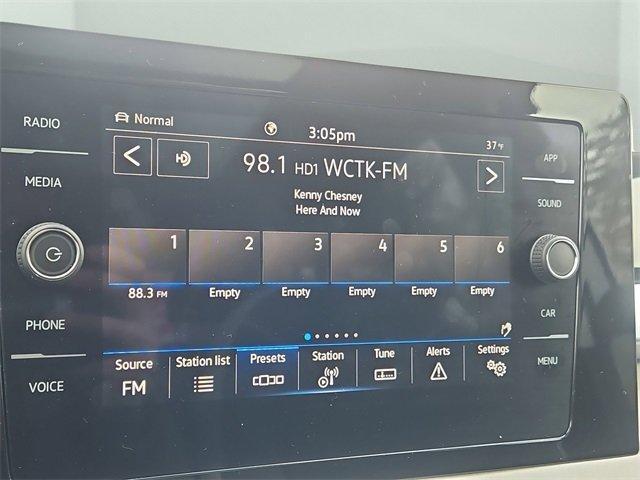 RADIO
MEDIA
PHONE
VOICE
Normal
3:05pm
37°F
HD
98.1 HD1 WCTK-FM
Kenny Chesney
Here And Now
1 2 3 4 5 6
88.3 FM Empty Empty Empty Empty Empty
Source Station list Presets Station Tune Alerts Settings
FM
APP
SOUND
CAR
MENU